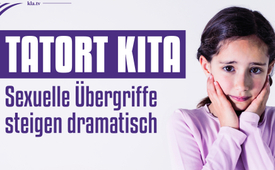 kla.tv
TATORT KITA
Sexuelle Übergriffe
steigen dramatisch